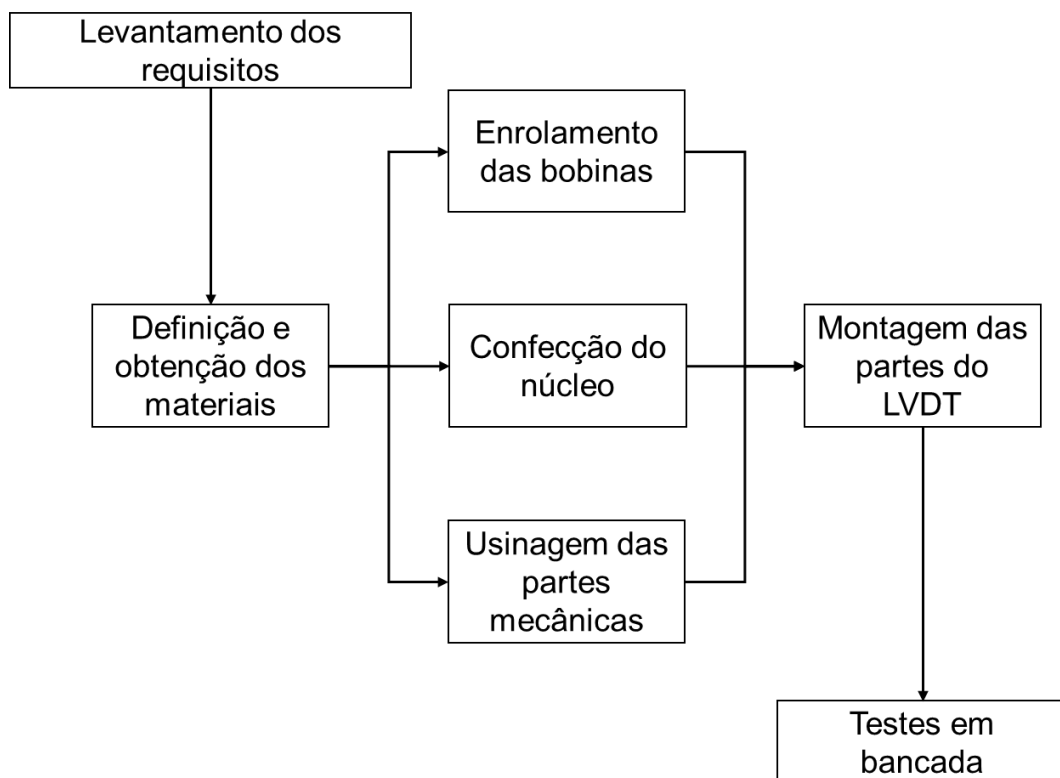 Levantamento dos
requisitos
Enrolamento
das bobinas
Definição e
obtenção dos
materiais
Confecção do
núcleo
Montagem das
partes do
LVDT
Usinagem das
partes
mecânicas
Testes em
bancada